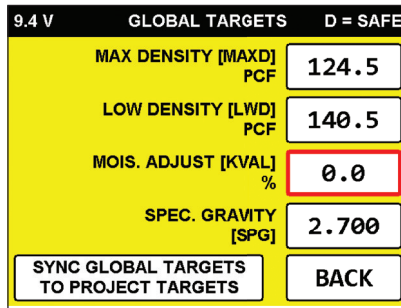 9.4 V GLOBAL TARGETS D = SAFE
MAX DENSITY [MAXD]
PCF
124.5
LOW DENSITY [LWD]
PCF
140.5
MOIS. ADJUST [KVAL]
%
0.0
SPEC. GRAVITY
[SPG]
2.700
SYNC GLOBAL TARGETS
TO PROJECT TARGETS
BACK